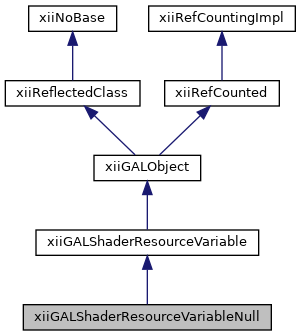 xiiNoBase
xiiRefCountingImpl
xiiReflectedClass
xiiRefCounted
xiiGALObject
xiiGALShaderResourceVariable
xiiGALShaderResourceVariableNull